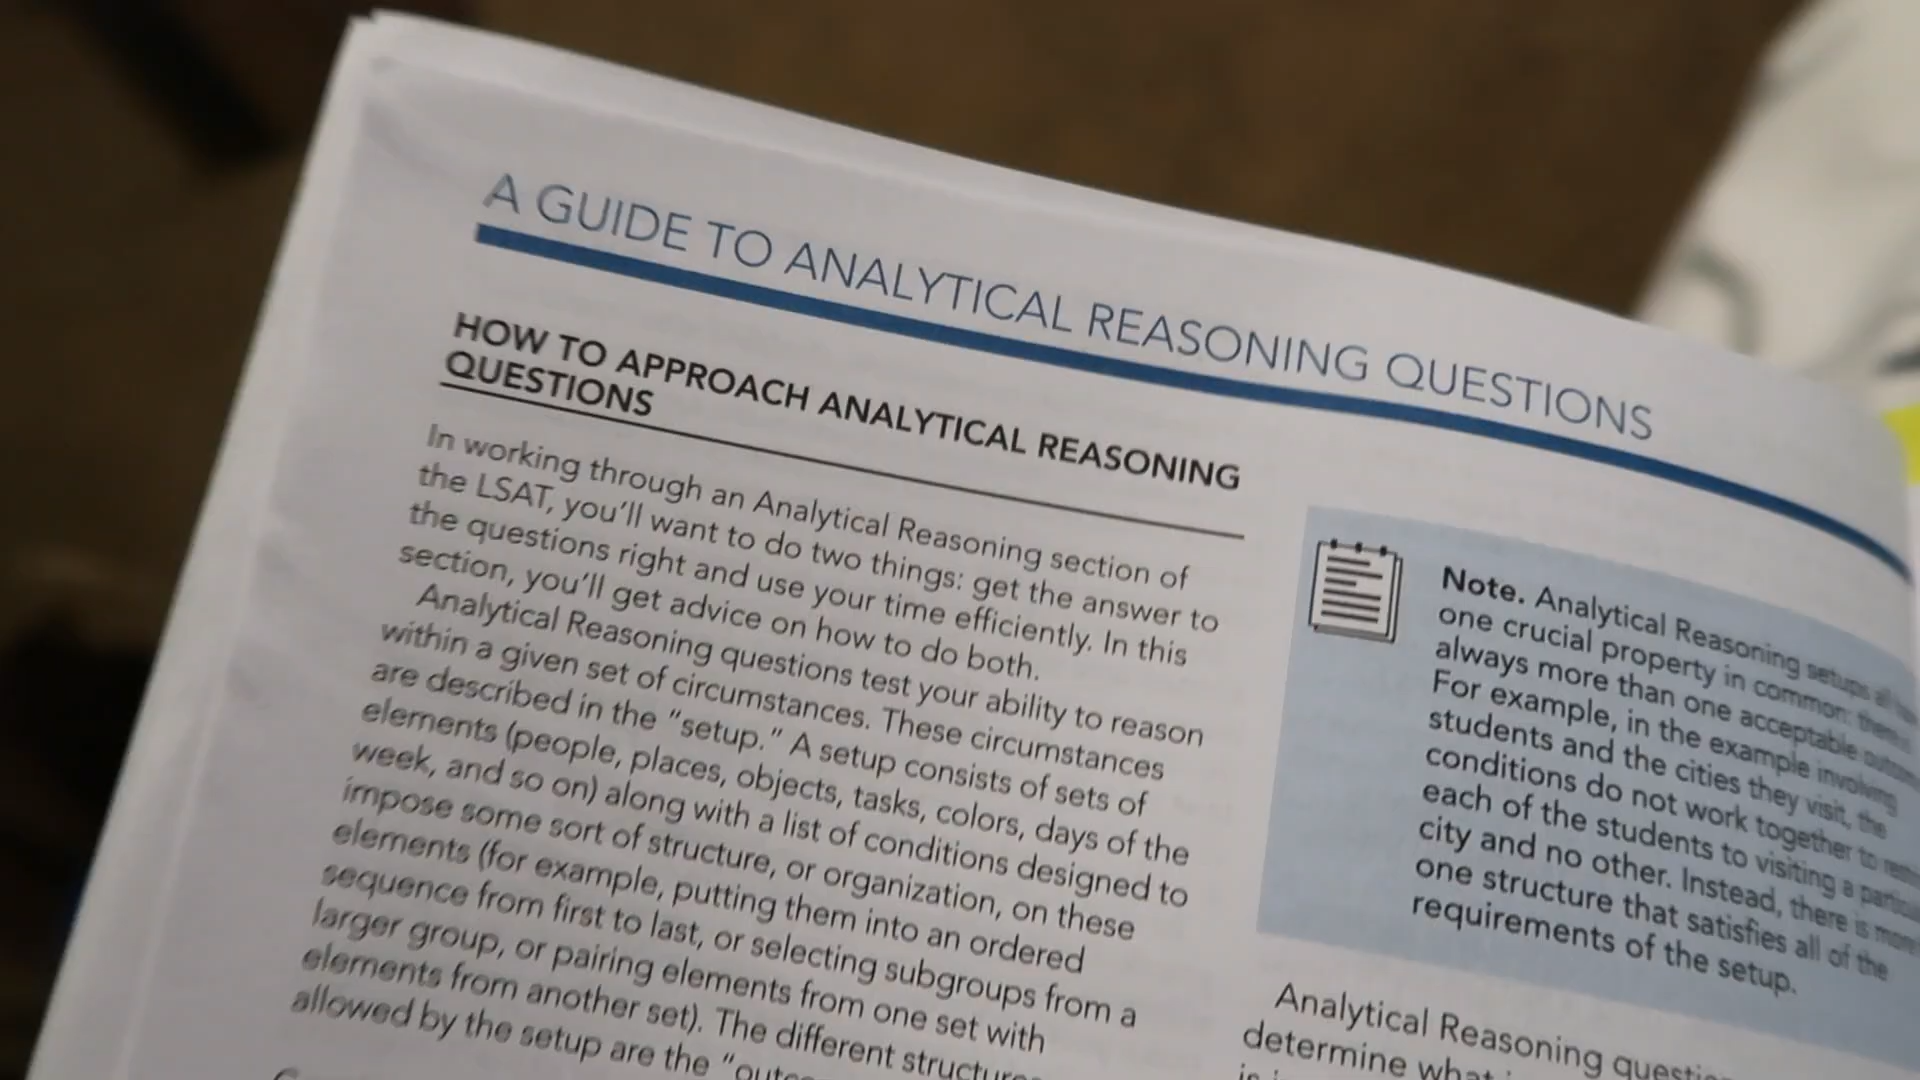 A GUIDE TO ANALYTICAL REASONING QUESTIONS
HOW TO APPROACH ANALYTICAL REASONING
QUESTIONS
In working through an Analytical Reasoning section of
the LSAT, you'll want to do two things: get the answer to
the questions right and use your time efficiently. In this
section, you'll get advice on how to do both.
Analytical Reasoning questions test your ability to reason
within a given set of circumstances. These circumstances
are described in the "setup." A setup consists of sets of
elements (people, places, objects, tasks, colors, days of the
week, and so on) along with a list of conditions designed to
impose some sort of structure, or organization, on these
elements (for example, putting them into an ordered
sequence from first to last, or selecting subgroups from a
larger group, or pairing elements from one set with
elements from another set). The different structures
allowed by the setup are the
Note. Analytical Reasoning setups all
one crucial property in common: there
always more than one acceptable
For example, in the example involving
students and the cities they visit, the
conditions do not work together to
each of the students to visiting a
city and no other. Instead, there is more
one structure that satisfies all of the
requirements of the setup.
Analytical Reasoning
determine what